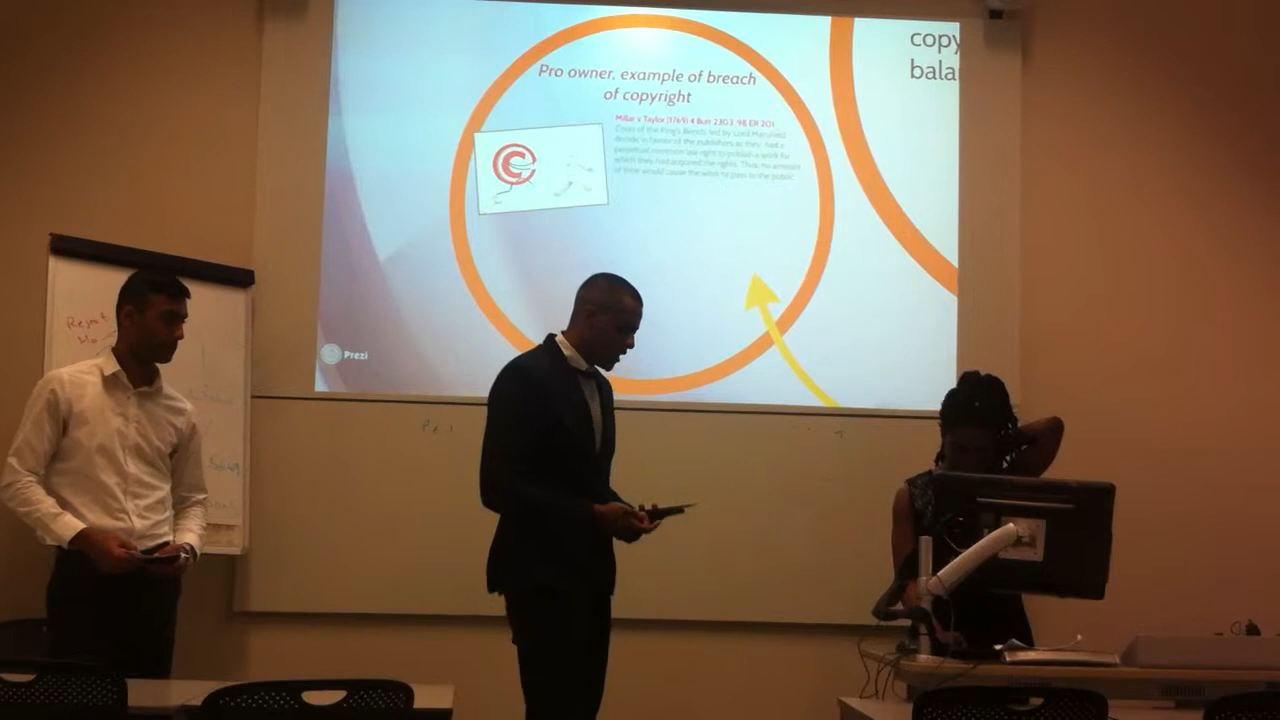 Pro owner, example of breach
of copyright
Millar v Taylor (1769) 4 Burr 2303, 98 ER 201
Court of the King's Bench, led by Lord Mansfield
decide in favour of the publishers as they had a
perpetual common law right to publish a work for
which they had acquired the rights. Thus, no amount
of time would cause the work to pass to the public
copy
bala
Prezi
Reject
Ho